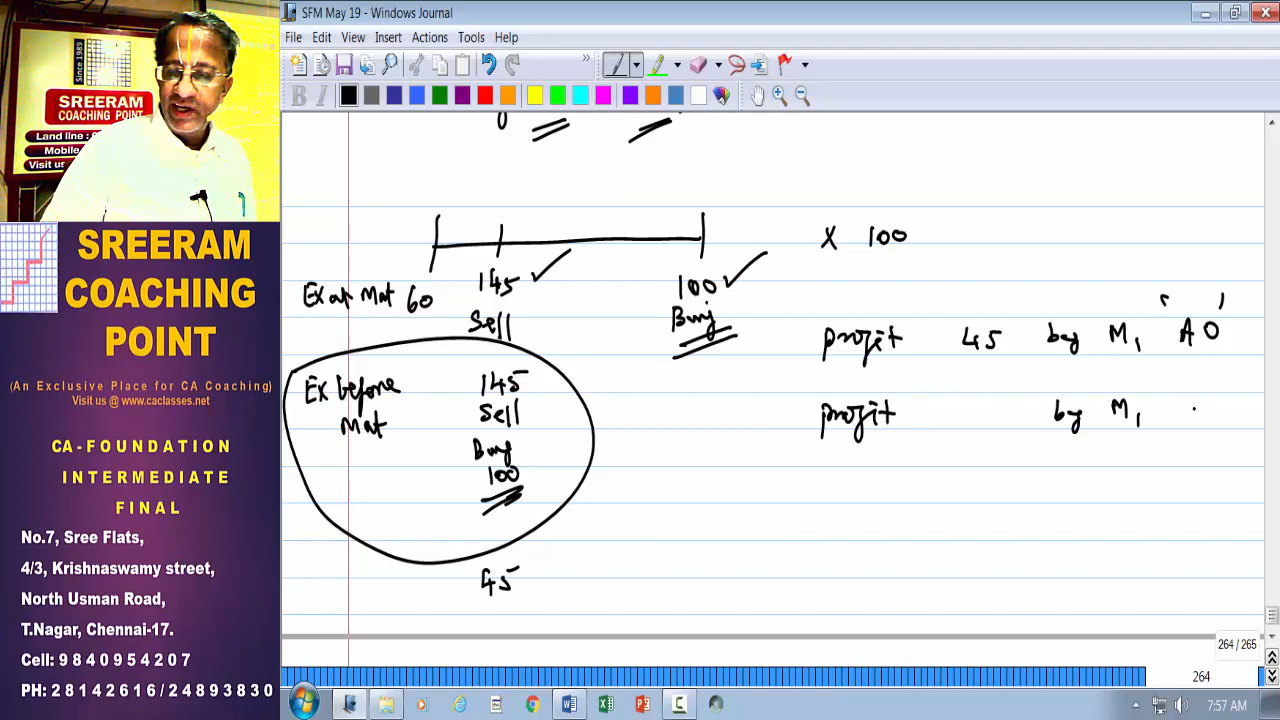 SFM May 19 - Windows Journal
File Edit View Insert Actions Tools Help
Since 1989
SREERAM
COACHING POINT
Land line :
Mobile
Visit us
X 100
145
100
Ex at Mat 60
Sell
Buy
profit 45 by M1 'AO'
Ex before
Mat
145
Sell
Buy
100
profit by M1
45
SREERAM
COACHING
POINT
(An Exclusive Place for CA Coaching)
Visit us @ www.caclasses.net
CA-FOUNDATION
INTERMEDIATE
FINAL
No.7, Sree Flats,
4/3, Krishnaswamy street,
North Usman Road,
T.Nagar, Chennai-17.
Cell: 9840954207
PH: 28142616/24893830
264 / 265
264
7:57 AM